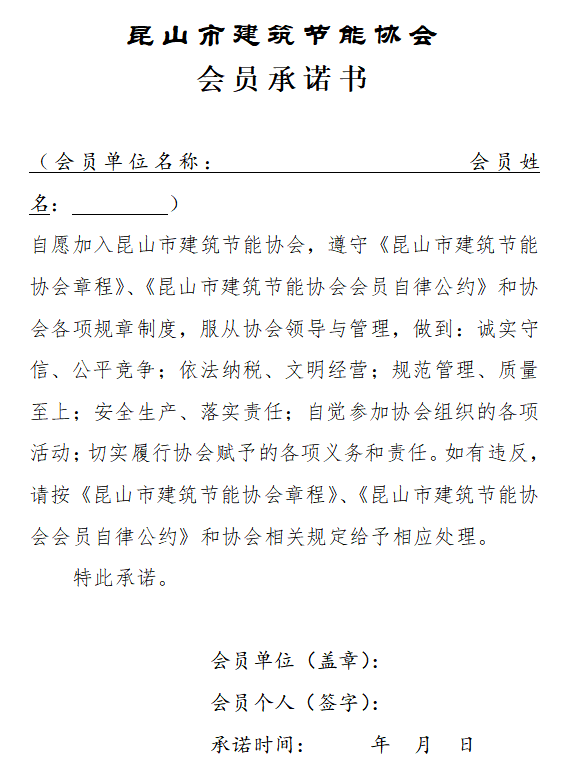 昆山市建筑节能协会
会员承诺书
（会员单位名称： 会员姓
名：________）
自愿加入昆山市建筑节能协会，遵守《昆山市建筑节能
协会章程》、《昆山市建筑节能协会会员自律公约》和协
会各项规章制度，服从协会领导与管理，做到：诚实守
信、公平竞争；依法纳税、文明经营；规范管理、质量
至上；安全生产、落实责任；自觉参加协会组织的各项
活动；切实履行协会赋予的各项义务和责任。如有违反，
请按《昆山市建筑节能协会章程》、《昆山市建筑节能协
会会员自律公约》和协会相关规定给予相应处理。
特此承诺。
会员单位（盖章）：
会员个人（签字）：
承诺时间： 年 月 日